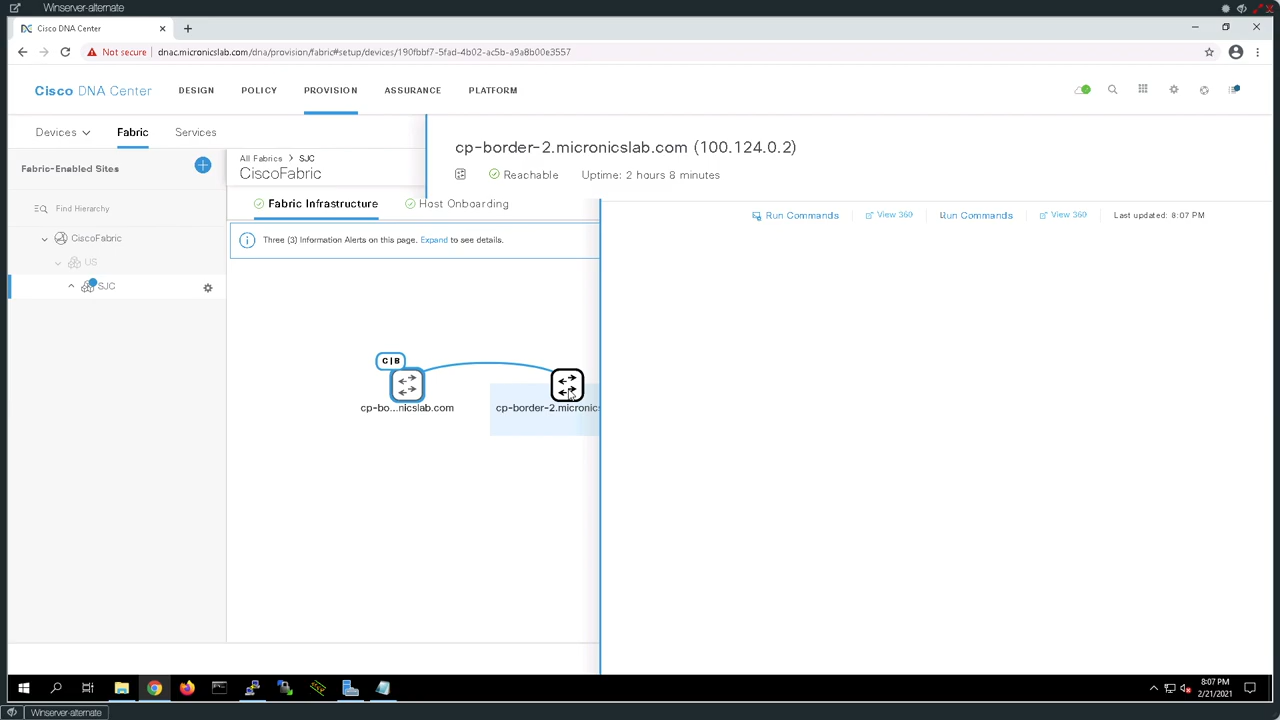 Winserver-alternate
Cisco DNA Center
Not secure dnac.micronicslab.com/dna/provision/fabric#setup/devices/190fbbf7-5fad-4b02-ac5b-a9a8b00e3557
Cisco DNA Center DESIGN POLICY PROVISION ASSURANCE PLATFORM
Devices Fabric Services
cp-border-2.micronicslab.com (100.124.0.2)
Reachable Uptime: 2 hours 8 minutes
Fabric-Enabled Sites
All Fabrics > SJC
CiscoFabric
Find Hierarchy
Fabric Infrastructure Host Onboarding
Run Commands View 360 Run Commands View 360 Last updated: 8:07 PM
CiscoFabric
Three (3) Information Alerts on this page. Expand to see details.
US
SJC
C|B
cp-bo...nicslab.com cp-border-2.micronics
8:07 PM
2/21/2021
Winserver-alternate